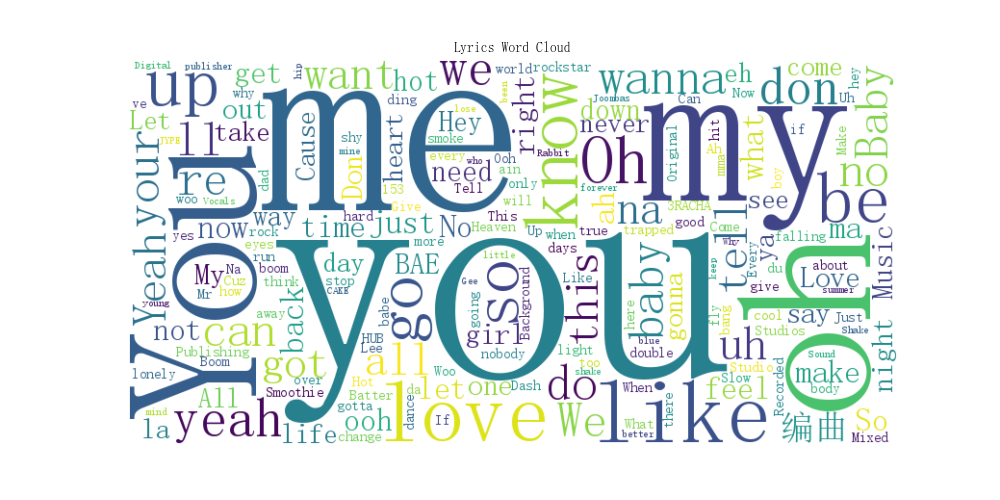 Lyrics Word Cloud
Digital publisher hip get want we world rockstar wanna eh don come Uh hey
ve up why out hot ding me been lose right Joombas Now Can if Baby
Let ll take Cause shy Hey smoke know down never my hit what no
JYPE your dad mine Don heart every who Rabbit Oh Original Ah mma Make boy
Yeah re need Tell Ooh ain only forever 3RACHA see be
woo Vocals 153 Give will ah na good tell ya falling ma
You now way time hard just No This Heaven Up when true trapped Come Why
yes rock eyes more days Every du about Love Music
My Na run day BAE little Like baby keep give summer
Mr Cuz boom think stop CAKE you Gee so this gonna fly oh
young how back babe go going Background here bang cool say Just Shake
not can away HUB girl blue uh Studios night
Publishing Lee nobody light double Sound
lonely Boom got over all Woo too shake Studio make
mind All Smoothie Hot da let one Dash do When Slow feel body
yeah gotta Batter love If We What like there Recorded So
la life ooh change dance better 编曲 Mixed